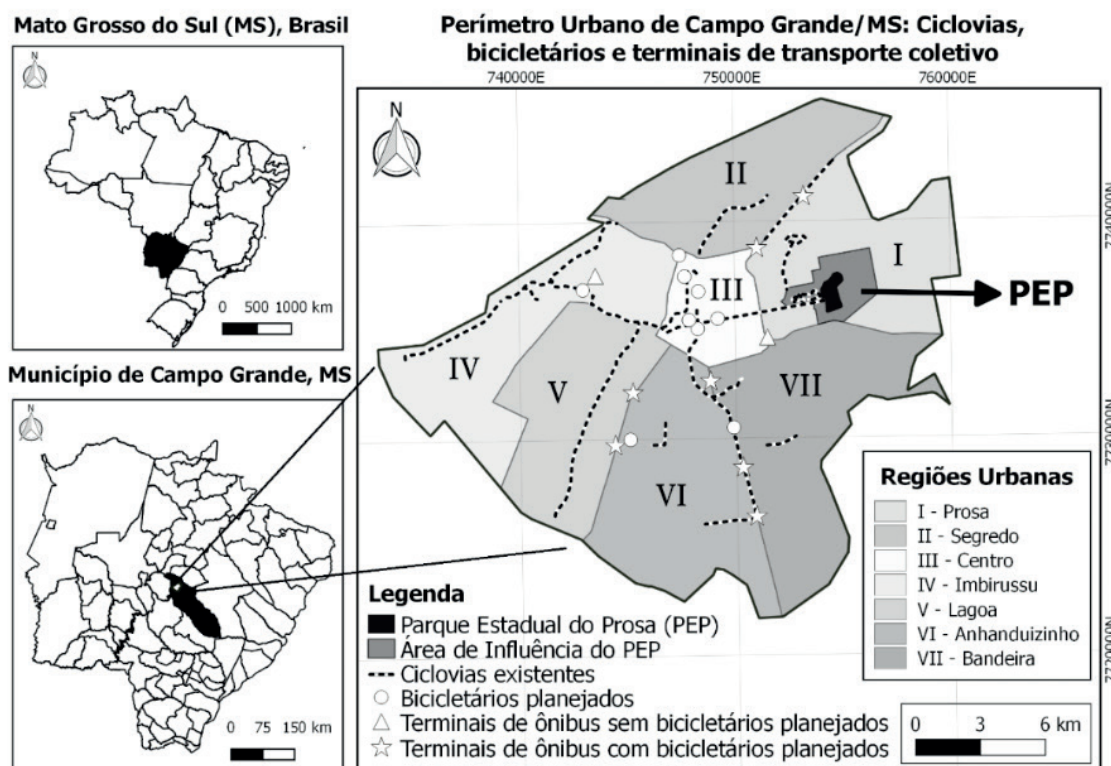 Mato Grosso do Sul (MS), Brasil
N
0 500 1000 km
Município de Campo Grande, MS
N
0 75 150 km
Perímetro Urbano de Campo Grande/MS: Ciclovias,
bicicletários e terminais de transporte coletivo
740000E 750000E 760000E
N
II
I
III
PEP
IV
V
VII
VI
7740000N
7730000N
7720000N
Regiões Urbanas
I - Prosa
II - Segredo
III - Centro
IV - Imbirussu
V - Lagoa
VI - Anhanduizinho
VII - Bandeira
Legenda
Parque Estadual do Prosa (PEP)
Área de Influência do PEP
Ciclovias existentes
Bicicletários planejados
Terminais de ônibus sem bicicletários planejados
Terminais de ônibus com bicicletários planejados
0 3 6 km